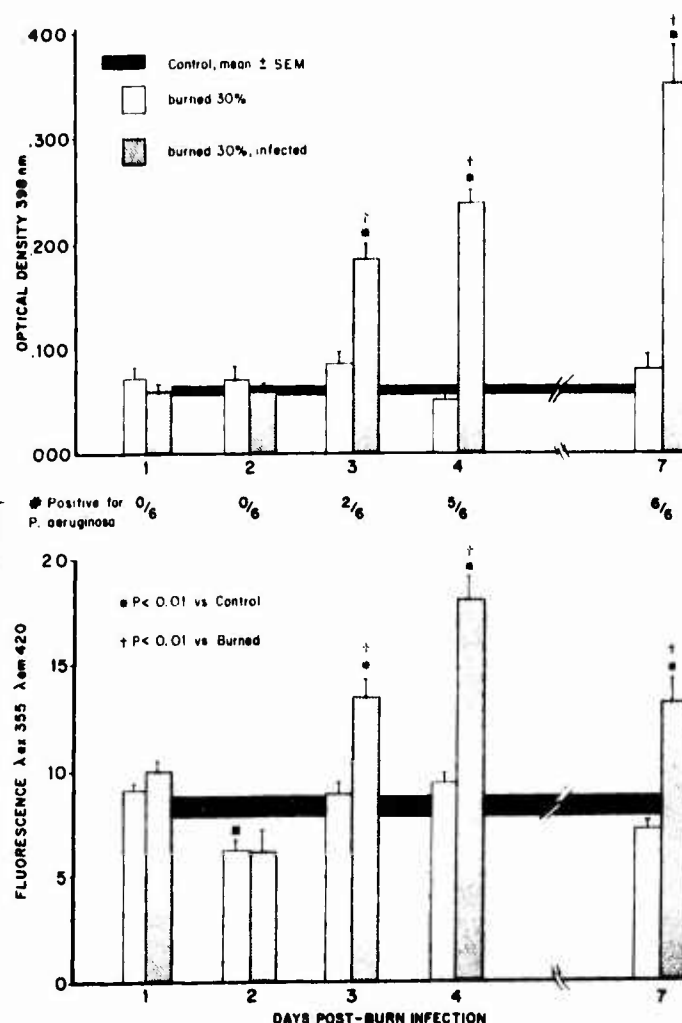 .400
Control, mean ± SEM
burned 30%
burned 30%, infected
.300
.200
.100
000
OPTICAL DENSITY 398nm
† *
† *
† *
1 2 3 4 7
# Positive for P. aeruginosa
0/6 0/6 2/6 5/6 6/6
20
15
10
5
0
FLUORESCENCE λex 355 λem 420
* P< 0.01 vs Control
† P< 0.01 vs Burned
*
† *
† *
† *
1 2 3 4 7
DAYS POST-BURN INFECTION